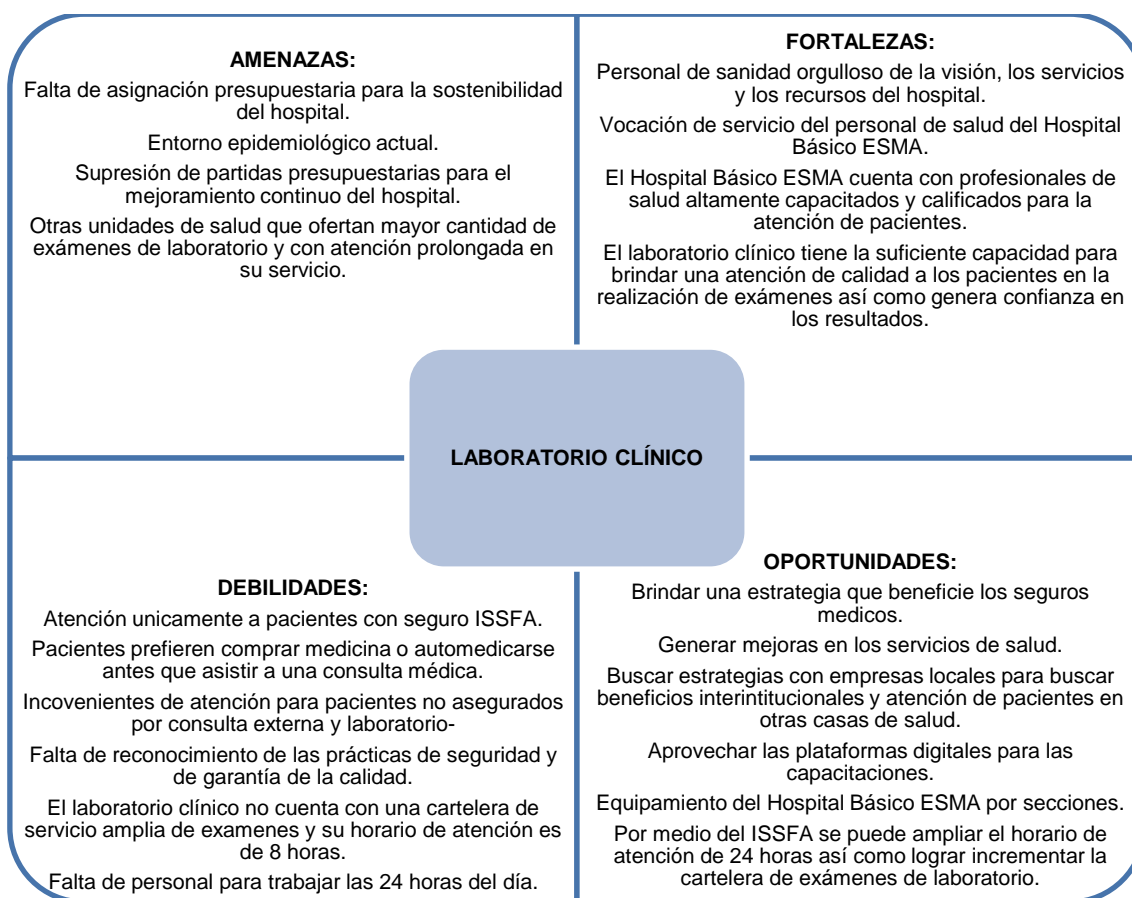 AMENAZAS:
Falta de asignación presupuestaria para la sostenibilidad
del hospital.
Entorno epidemiológico actual.
Supresión de partidas presupuestarias para el
mejoramiento continuo del hospital.
Otras unidades de salud que ofertan mayor cantidad de
exámenes de laboratorio y con atención prolongada en
su servicio.
FORTALEZAS:
Personal de sanidad orgulloso de la visión, los servicios
y los recursos del hospital.
Vocación de servicio del personal de salud del Hospital
Básico ESMA.
El Hospital Básico ESMA cuenta con profesionales de
salud altamente capacitados y calificados para la
atención de pacientes.
El laboratorio clínico tiene la suficiente capacidad para
brindar una atención de calidad a los pacientes en la
realización de exámenes así como genera confianza en
los resultados.
LABORATORIO CLÍNICO
DEBILIDADES:
Atención unicamente a pacientes con seguro ISSFA.
Pacientes prefieren comprar medicina o automedicarse
antes que asistir a una consulta médica.
Incovenientes de atención para pacientes no asegurados
por consulta externa y laboratorio-
Falta de reconocimiento de las prácticas de seguridad y
de garantía de la calidad.
El laboratorio clínico no cuenta con una cartelera de
servicio amplia de examenes y su horario de atención es
de 8 horas.
Falta de personal para trabajar las 24 horas del día.
OPORTUNIDADES:
Brindar una estrategia que beneficie los seguros
medicos.
Generar mejoras en los servicios de salud.
Buscar estrategias con empresas locales para buscar
beneficios interintitucionales y atención de pacientes en
otras casas de salud.
Aprovechar las plataformas digitales para las
capacitaciones.
Equipamiento del Hospital Básico ESMA por secciones.
Por medio del ISSFA se puede ampliar el horario de
atención de 24 horas así como lograr incrementar la
cartelera de exámenes de laboratorio.